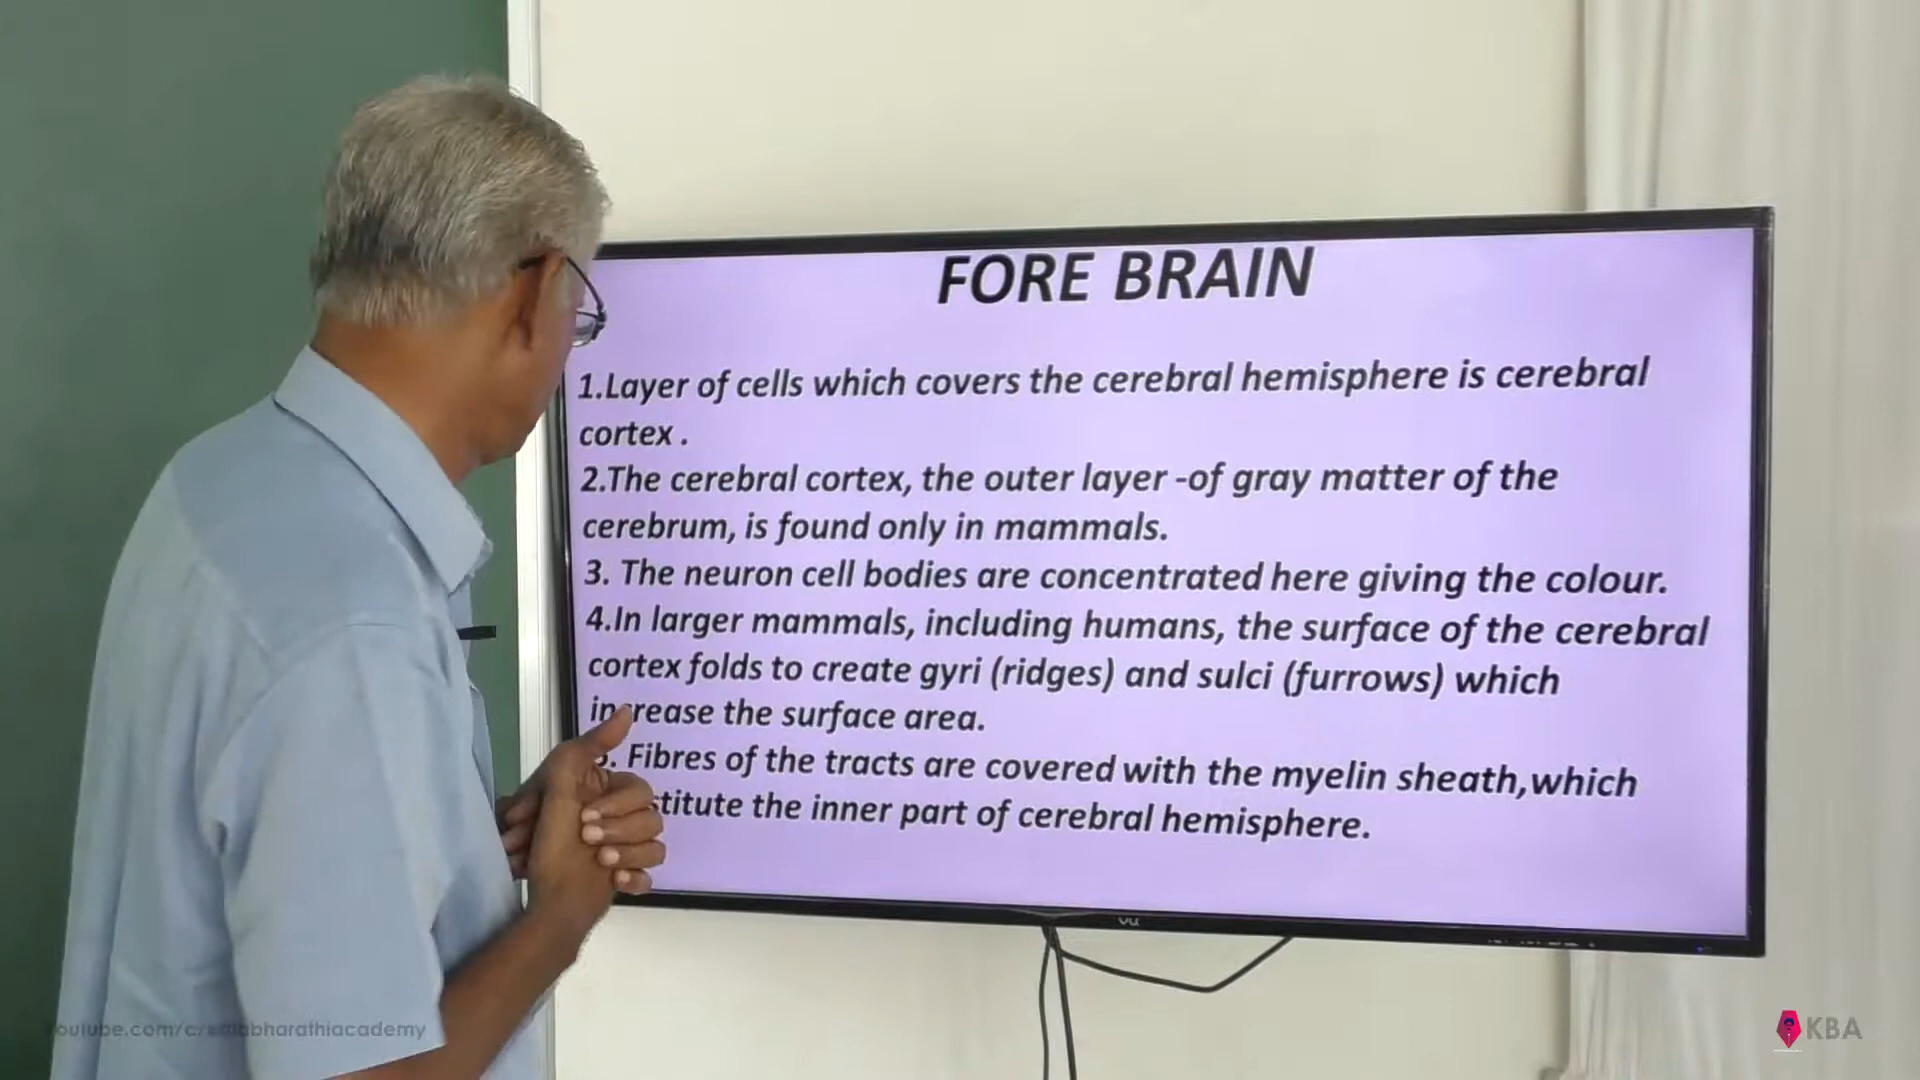 FORE BRAIN
1.Layer of cells which covers the cerebral hemisphere is cerebral
cortex .
2.The cerebral cortex, the outer layer -of gray matter of the
cerebrum, is found only in mammals.
3. The neuron cell bodies are concentrated here giving the colour.
4.In larger mammals, including humans, the surface of the cerebral
cortex folds to create gyri (ridges) and sulci (furrows) which
increase the surface area.
. Fibres of the tracts are covered with the myelin sheath,which
the inner part of cerebral hemisphere.
vu
KBA